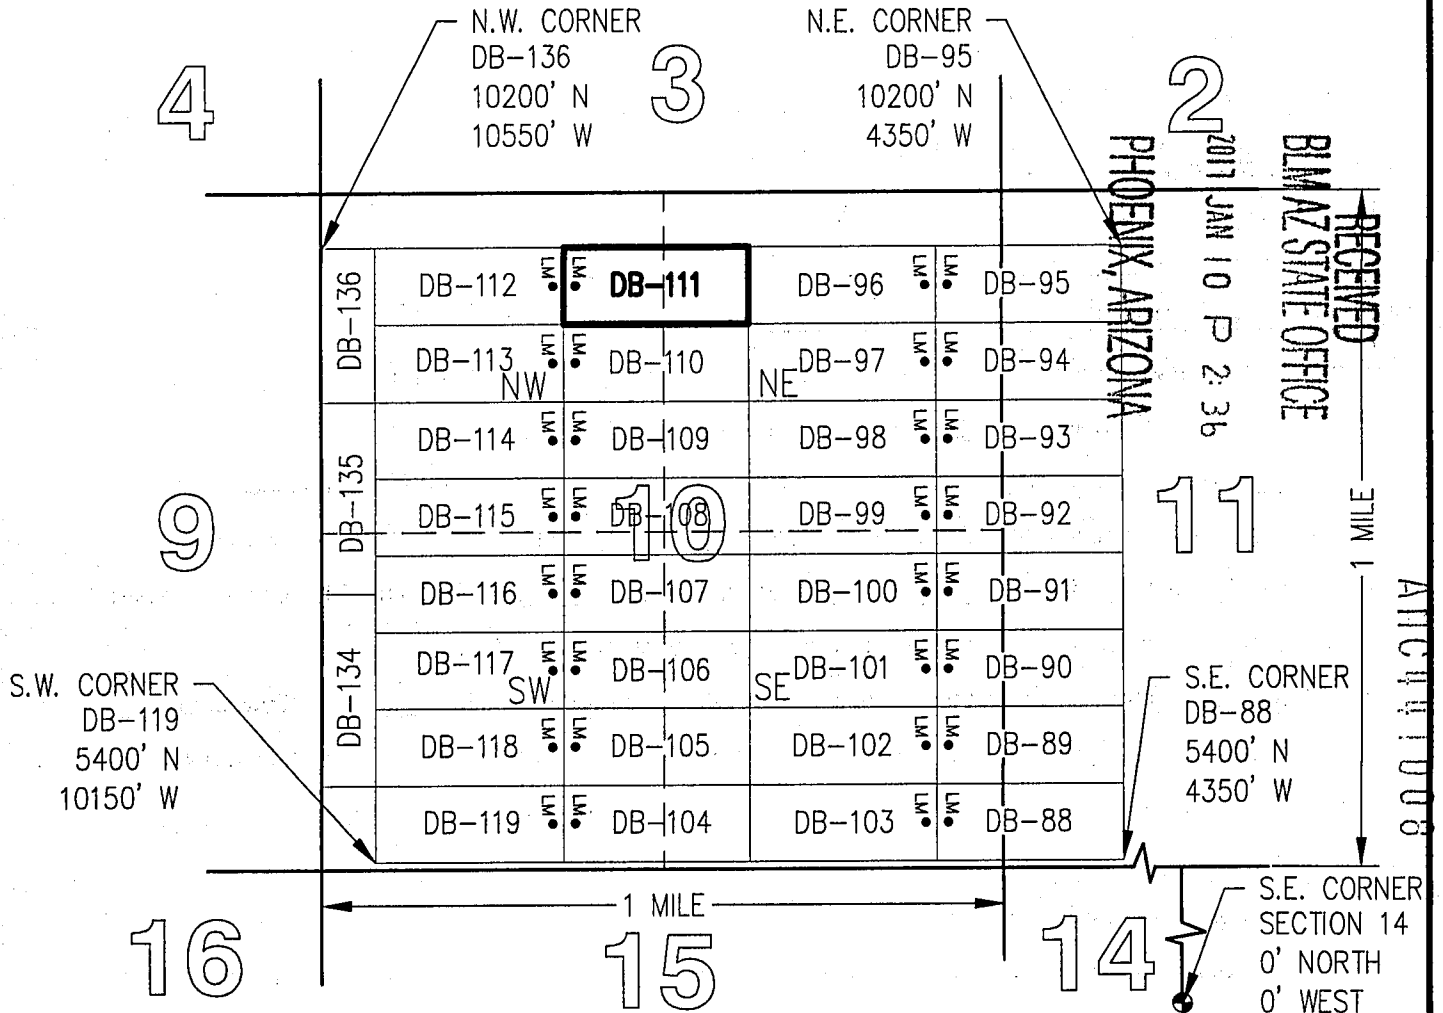 N.W. CORNER
DB-136
10200' N
10550' W
N.E. CORNER
DB-95
10200' N
4350' W
4
3
2
RECEIVED
BLM AZ STATE OFFICE
2017 JAN 10 P 2:36
PHOENIX, ARIZONA
DB-136
DB-112
LM
LM
DB-111
DB-96
LM
LM
DB-95
DB-113
LM
LM
DB-110
DB-97
LM
LM
DB-94
NW
NE
DB-135
DB-114
LM
LM
DB-109
DB-98
LM
LM
DB-93
9
DB-115
LM
LM
DB-108
10
DB-99
LM
LM
DB-92
11
1 MILE
DB-116
LM
LM
DB-107
DB-100
LM
LM
DB-91
DB-134
DB-117
LM
LM
DB-106
DB-101
LM
LM
DB-90
SW
SE
DB-118
LM
LM
DB-105
DB-102
LM
LM
DB-89
DB-119
LM
LM
DB-104
DB-103
LM
LM
DB-88
S.W. CORNER
DB-119
5400' N
10150' W
S.E. CORNER
DB-88
5400' N
4350' W
1 MILE
16
15
14
S.E. CORNER
SECTION 14
0' NORTH
0' WEST